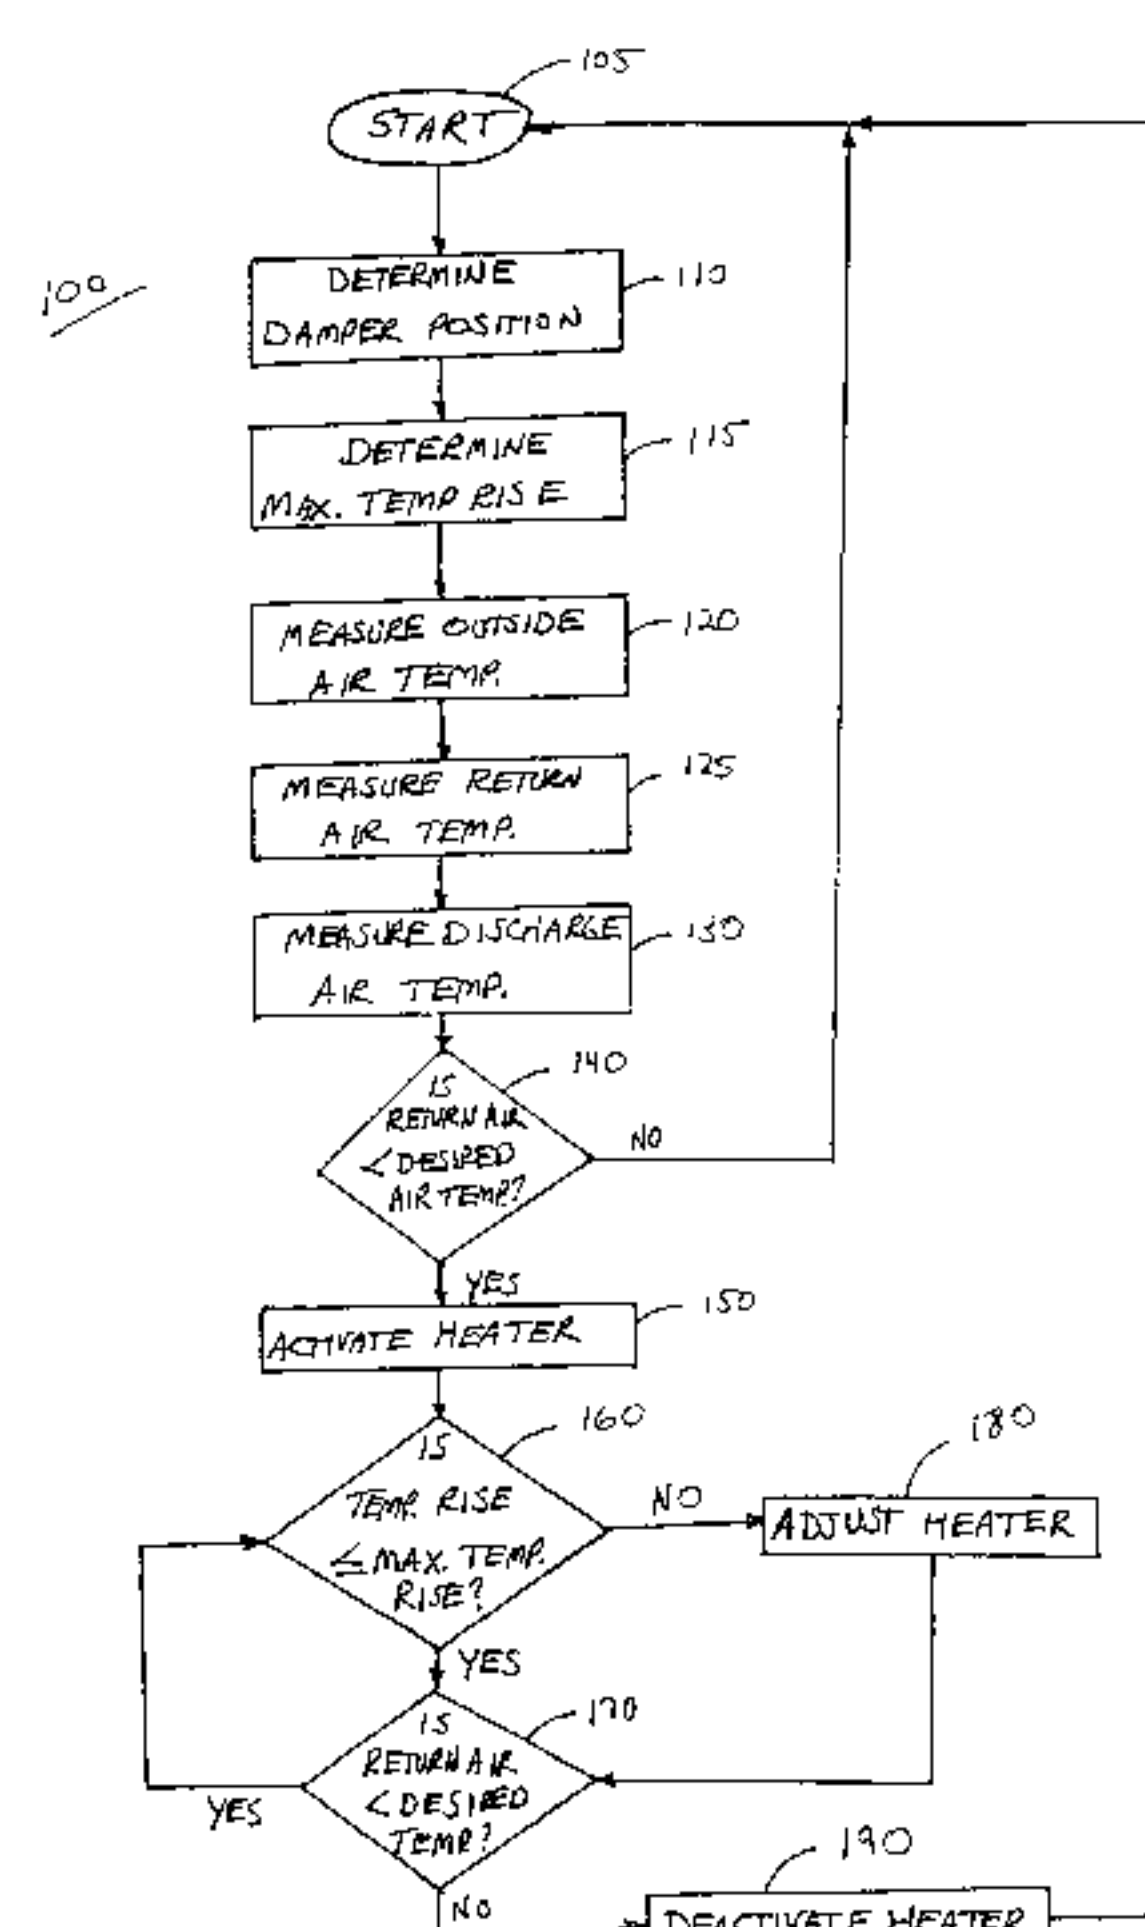 105
START
100
DETERMINE
DAMPER POSITION
110
DETERMINE
MAX. TEMP RISE
115
MEASURE OUTSIDE
AIR TEMP.
120
MEASURE RETURN
AIR TEMP.
125
MEASURE DISCHARGE
AIR TEMP.
130
IS
RETURN AIR
< DESIRED
AIR TEMP?
140
NO
YES
ACTIVATE HEATER
150
IS
TEMP. RISE
≤ MAX. TEMP.
RISE?
160
NO
180
ADJUST HEATER
YES
IS
RETURN AIR
< DESIRED
TEMP?
170
YES
NO
190
DEACTIVATE HEATER